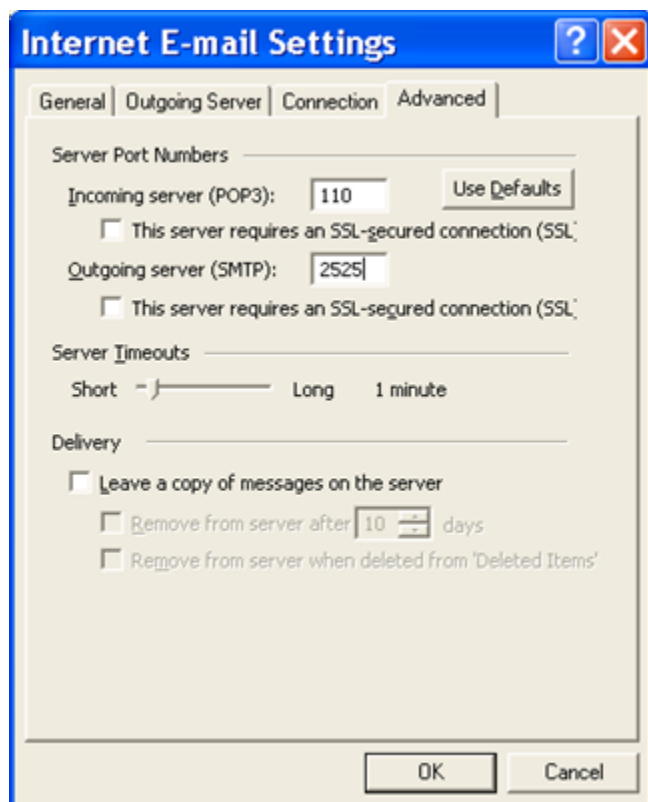 Internet E-mail Settings
General Outgoing Server Connection Advanced
Server Port Numbers
Incoming server (POP3): 110 Use Defaults
This server requires an SSL-secured connection (SSL)
Outgoing server (SMTP): 2525
This server requires an SSL-secured connection (SSL)
Server Timeouts
Short Long 1 minute
Delivery
Leave a copy of messages on the server
Remove from server after 10 days
Remove from server when deleted from 'Deleted Items'
OK Cancel